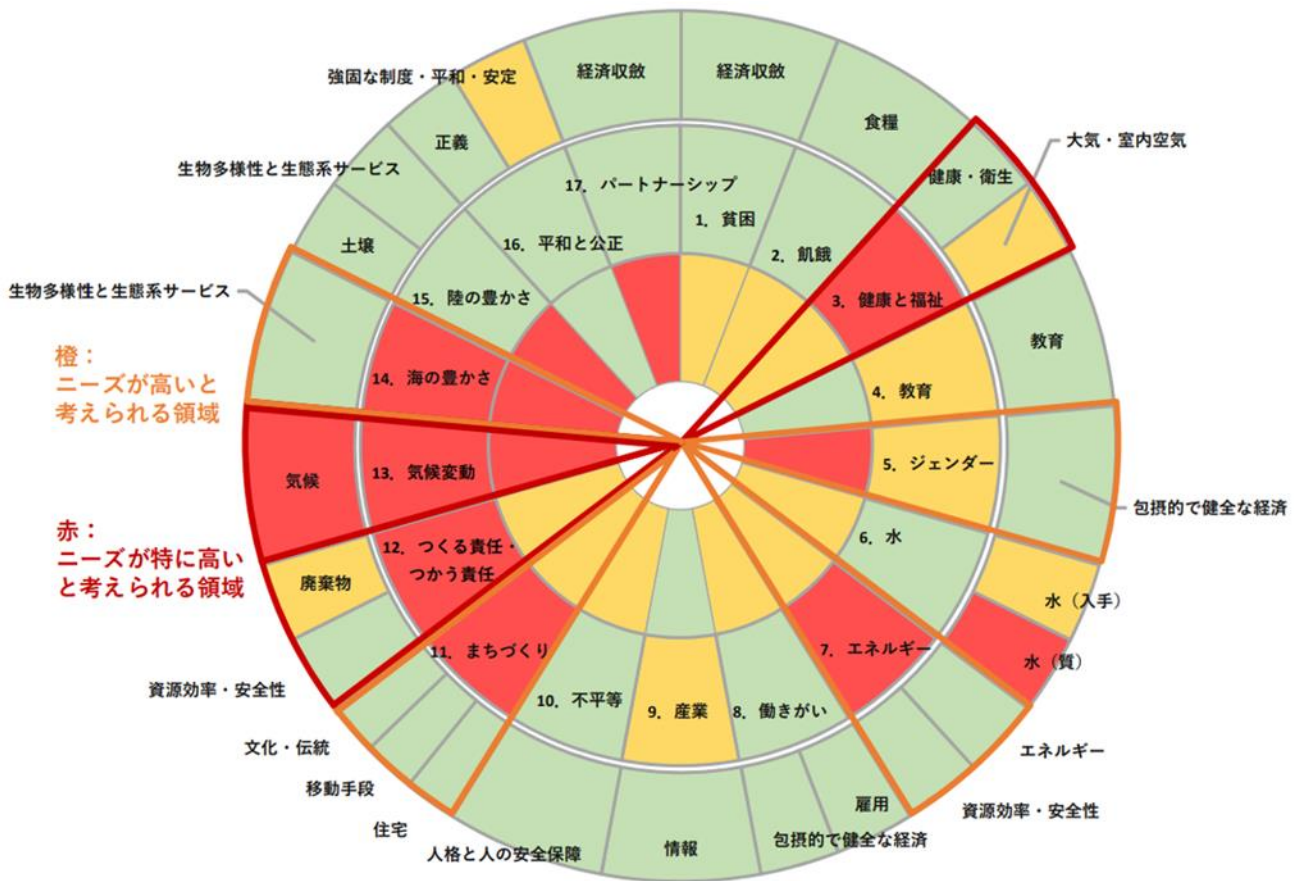 経済収斂
経済収斂
強固な制度・平和・安定
食糧
正義
大気・室内空気
生物多様性と生態系サービス
健康・衛生
17. パートナーシップ
1. 貧困
土壌
16. 平和と公正
2. 飢餓
生物多様性と生態系サービス
15. 陸の豊かさ
3. 健康と福祉
教育
橙:
ニーズが高いと
考えられる領域
14. 海の豊かさ
4. 教育
気候
13. 気候変動
5. ジェンダー
包摂的で健全な経済
赤:
ニーズが特に高い
と考えられる領域
12. つくる責任・
つかう責任
6. 水
廃棄物
水（入手）
11. まちづくり
7. エネルギー
水（質）
資源効率・安全性
10. 不平等
9. 産業
8. 働きがい
文化・伝統
エネルギー
移動手段
雇用
資源効率・安全性
住宅
包摂的で健全な経済
人格と人の安全保障
情報